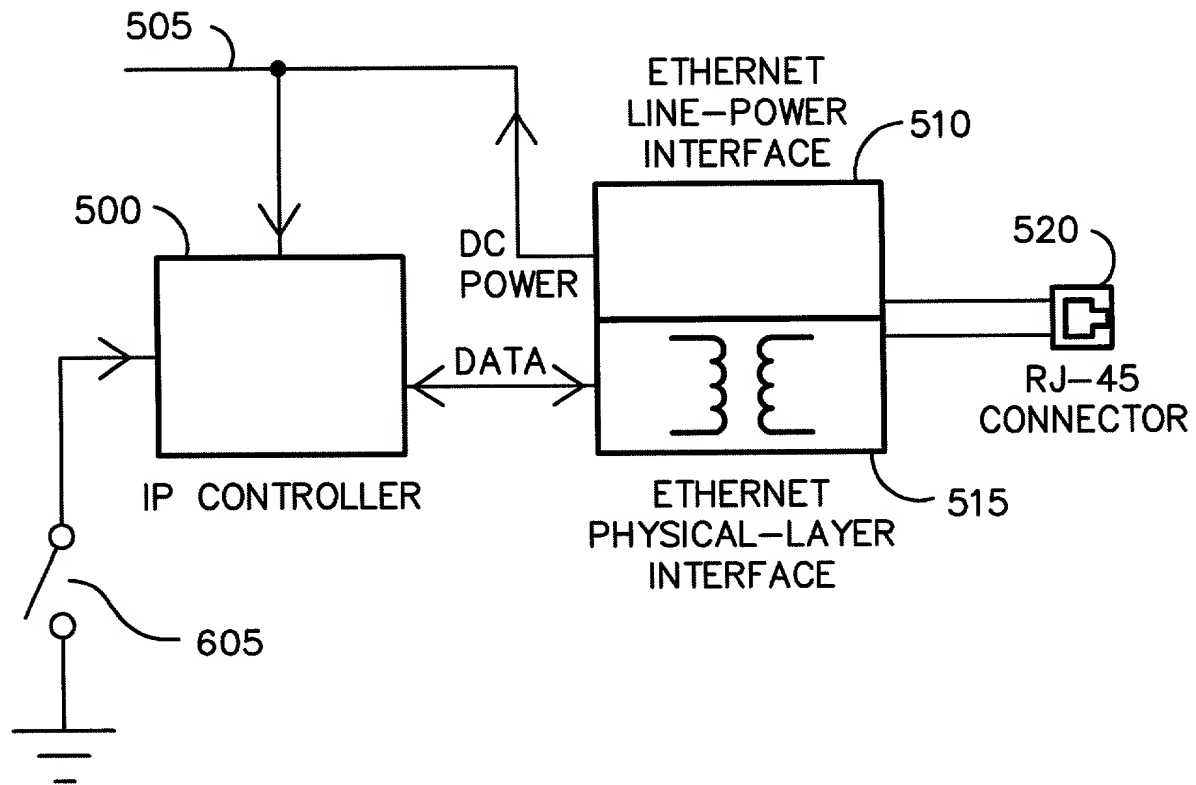 505
ETHERNET
LINE-POWER
INTERFACE
510
500
DC
POWER
520
DATA
RJ-45
CONNECTOR
IP CONTROLLER
ETHERNET
PHYSICAL-LAYER
INTERFACE
515
605